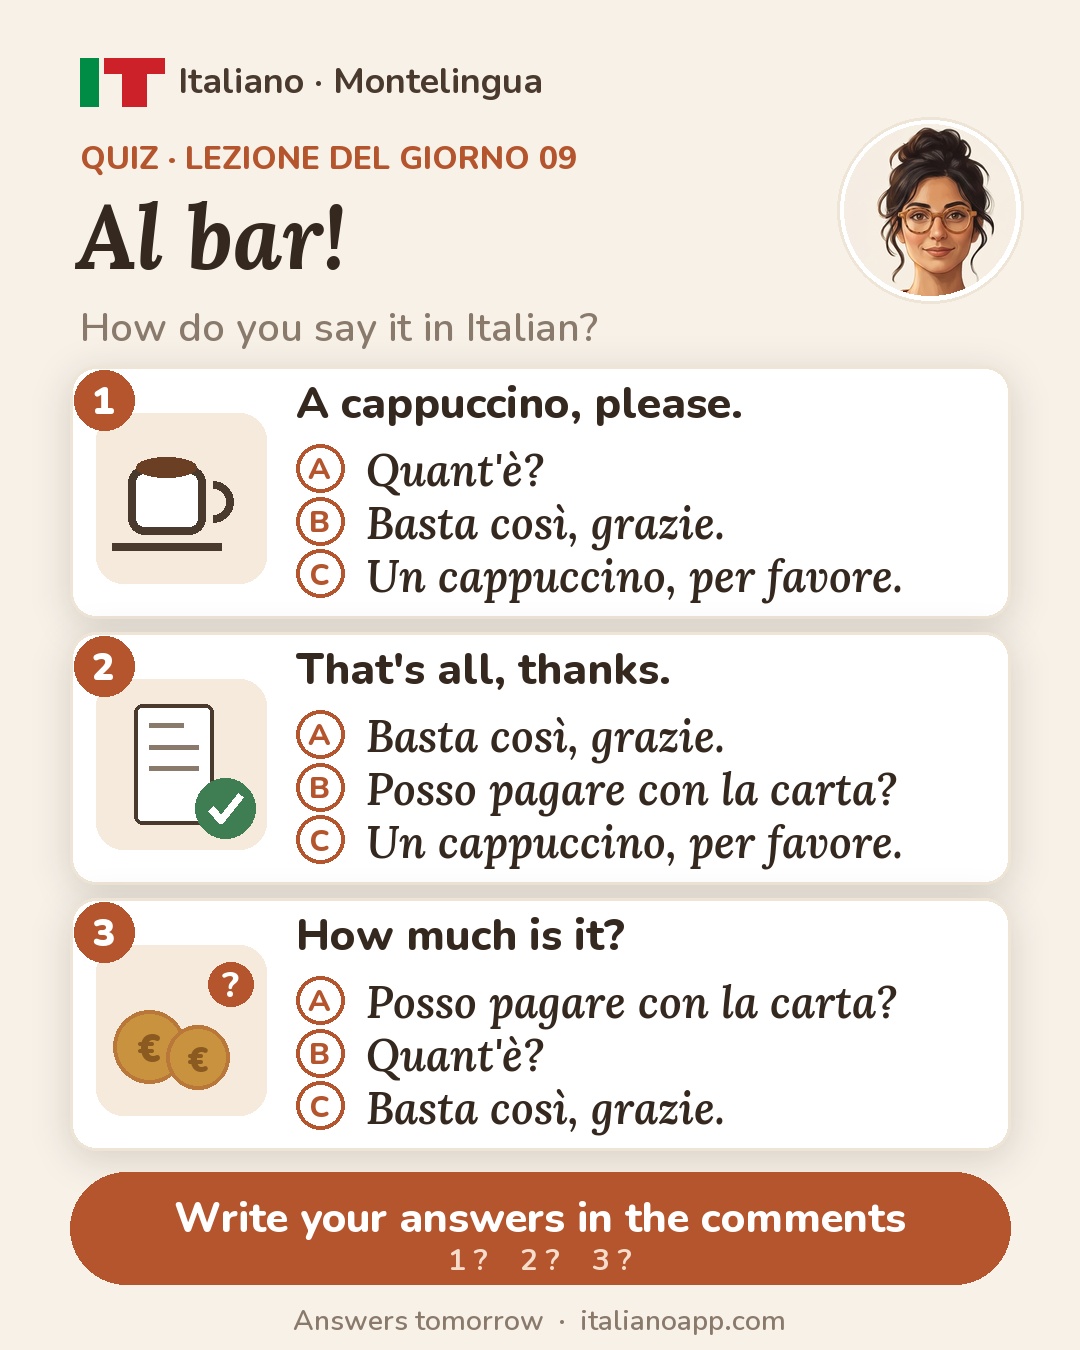 IT Italiano · Montelingua
QUIZ · LEZIONE DEL GIORNO 09
Al bar!
How do you say it in Italian?
1
A cappuccino, please.
A Quant'è?
B Basta così, grazie.
C Un cappuccino, per favore.
2
That's all, thanks.
A Basta così, grazie.
B Posso pagare con la carta?
C Un cappuccino, per favore.
3
How much is it?
?
€ €
A Posso pagare con la carta?
B Quant'è?
C Basta così, grazie.
Write your answers in the comments
1 ? 2 ? 3 ?
Answers tomorrow · italianoapp.com